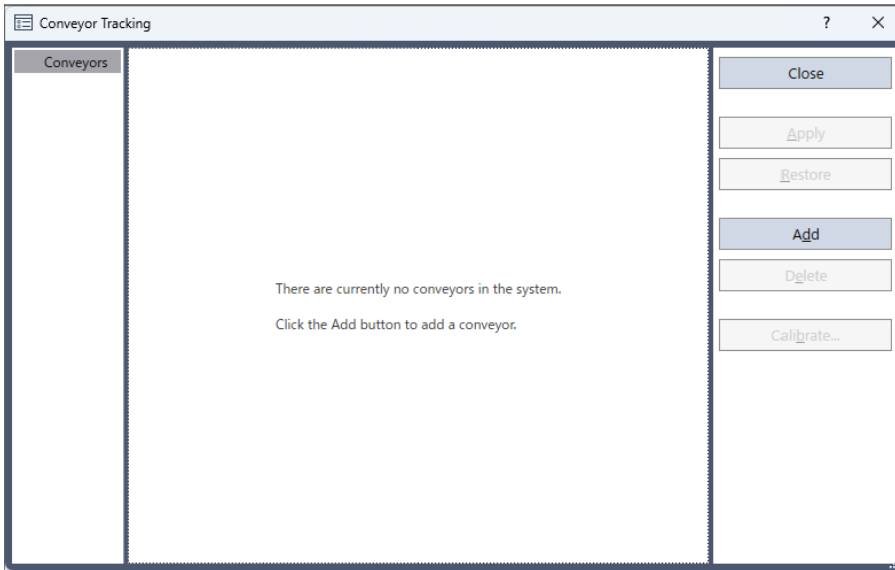 Conveyor Tracking
?
Conveyors
Close
Apply
Restore
Add
Delete
There are currently no conveyors in the system.
Click the Add button to add a conveyor.
Calibrate...